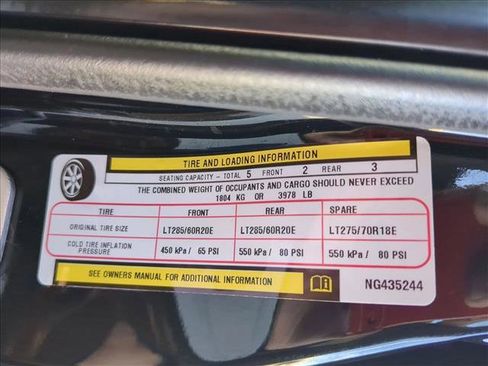 TIRE AND LOADING INFORMATION
SEATING CAPACITY - TOTAL 5 FRONT 2 REAR 3
THE COMBINED WEIGHT OF OCCUPANTS AND CARGO SHOULD NEVER EXCEED
1804 KG OR 3978 LB
TIRE FRONT REAR SPARE
ORIGINAL TIRE SIZE LT285/60R20E LT285/60R20E LT275/70R18E
COLD TIRE INFLATION PRESSURE 450 kPa / 65 PSI 550 kPa / 80 PSI 550 kPa / 80 PSI
SEE OWNERS MANUAL FOR ADDITIONAL INFORMATION NG435244